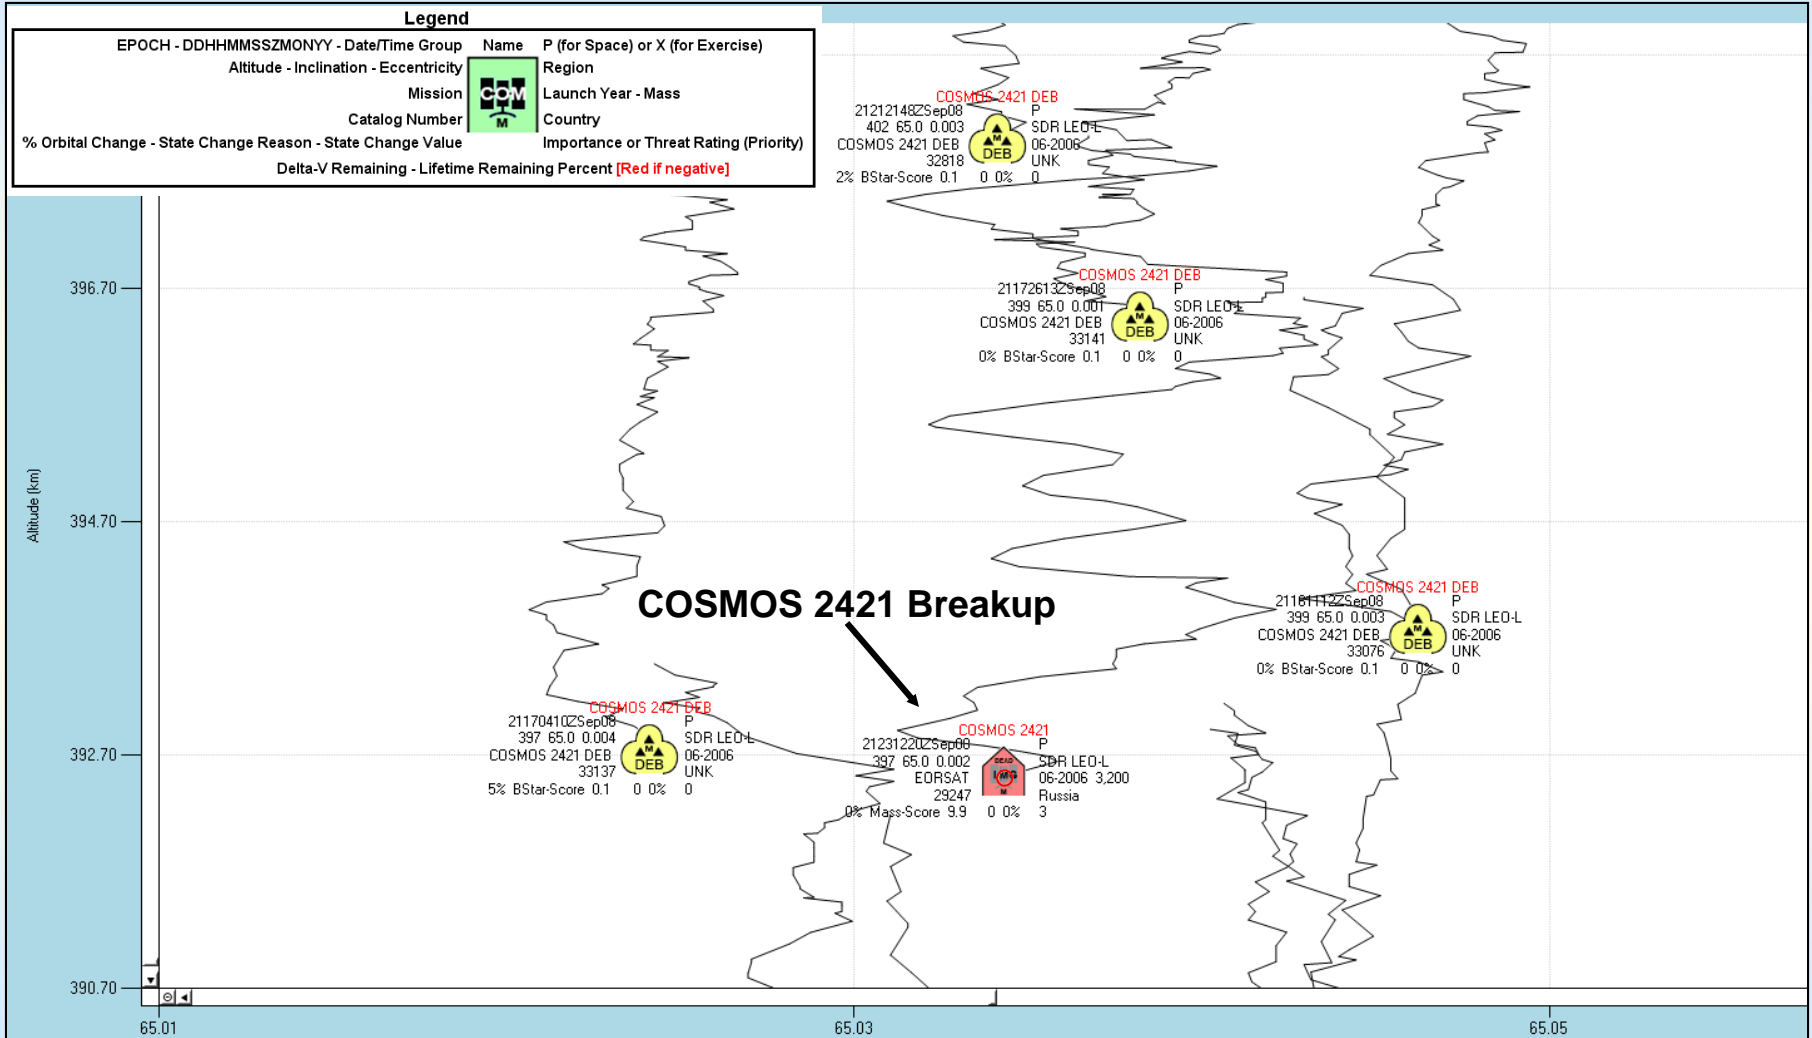 Legend
EPOCH - DDHHMMSSZMONYY - Date/Time Group Name P (for Space) or X (for Exercise)
Altitude - Inclination - Eccentricity Region
Mission COM Launch Year - Mass
Catalog Number M Country
% Orbital Change - State Change Reason - State Change Value Importance or Threat Rating (Priority)
Delta-V Remaining - Lifetime Remaining Percent [Red if negative]
COSMOS 2421 DEB
21212148ZSep08 P
402 65.0 0.003 SDR LEO-L
COSMOS 2421 DEB M DEB 06-2006
32818 UNK
2% BStar-Score 0.1 0 0% 0
COSMOS 2421 DEB
21172613ZSep08 P
399 65.0 0.001 SDR LEO-L
COSMOS 2421 DEB M DEB 06-2006
33141 UNK
0% BStar-Score 0.1 0 0% 0
396.70
Altitude (km)
394.70
COSMOS 2421 Breakup
COSMOS 2421 DEB
21161112ZSep08 P
399 65.0 0.003 SDR LEO-L
COSMOS 2421 DEB M DEB 06-2006
33076 UNK
0% BStar-Score 0.1 0 0% 0
COSMOS 2421 DEB
21170410ZSep08 P
397 65.0 0.004 SDR LEO-L
COSMOS 2421 DEB M DEB 06-2006
33137 UNK
5% BStar-Score 0.1 0 0% 0
COSMOS 2421
21231220ZSep08 P
397 65.0 0.002 DEAD SDR LEO-L
EORSAT 06-2006 3,200
29247 M Russia
0% Mass-Score 9.9 0 0% 3
392.70
390.70
65.01 65.03 65.05